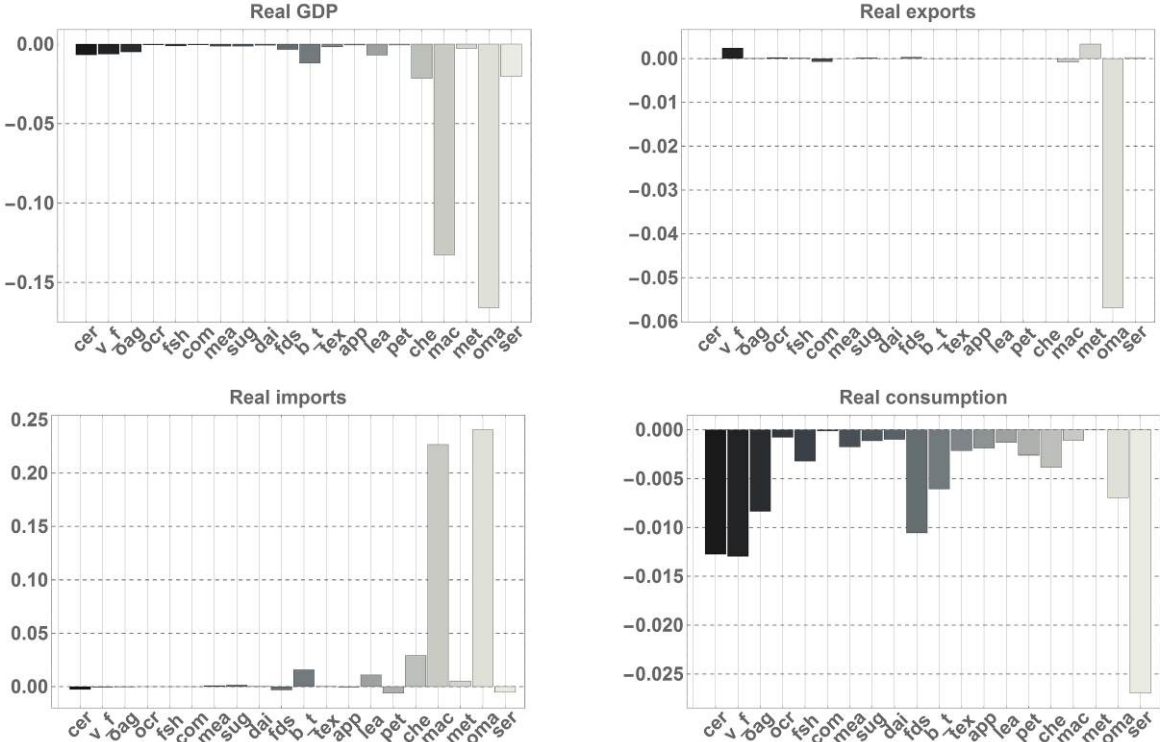 Real GDP
0.00
−0.05
−0.10
−0.15
cer v_f oag ocr fsh com mea sug dai fds b_t tex app lea pet che mac met oma ser
Real exports
0.00
−0.01
−0.02
−0.03
−0.04
−0.05
−0.06
cer v_f oag ocr fsh com mea sug dai fds b_t tex app lea pet che mac met oma ser
Real imports
0.25
0.20
0.15
0.10
0.05
0.00
cer v_f oag ocr fsh com mea sug dai fds b_t tex app lea pet che mac met oma ser
Real consumption
0.000
−0.005
−0.010
−0.015
−0.020
−0.025
cer v_f oag ocr fsh com mea sug dai fds b_t tex app lea pet che mac met oma ser